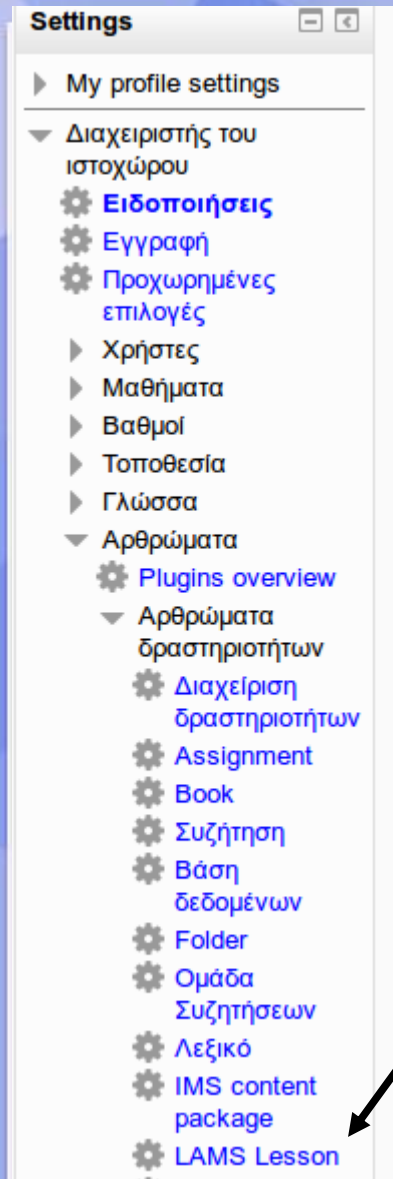 Settings
My profile settings
Διαχειριστής του
ιστοχώρου
Ειδοποιήσεις
Εγγραφή
Προχωρημένες
επιλογές
Χρήστες
Μαθήματα
Βαθμοί
Τοποθεσία
Γλώσσα
Αρθρώματα
Plugins overview
Αρθρώματα
δραστηριοτήτων
Διαχείριση
δραστηριοτήτων
Assignment
Book
Συζήτηση
Βάση
δεδομένων
Folder
Ομάδα
Συζητήσεων
Λεξικό
IMS content
package
LAMS Lesson